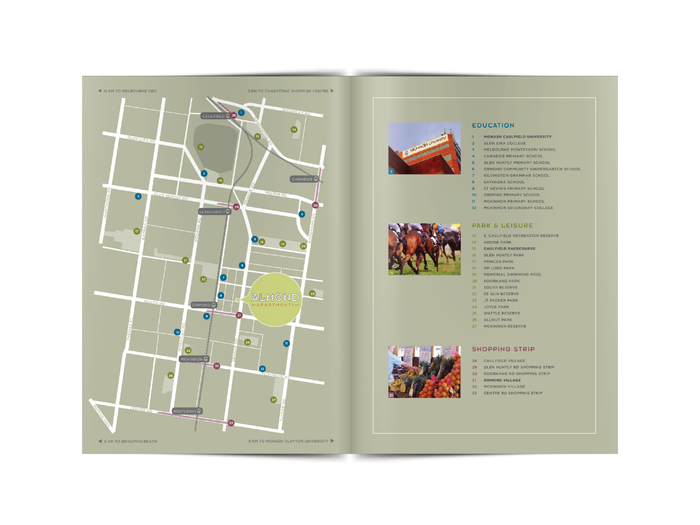 10 KM TO MELBOURNE CBD
5 KM TO CHADSTONE SHOPPING CENTRE
CAULFIELD
CARNEGIE
GLENHUNTLY
ORMOND
ALMOND
APARTMENTS
MCKINNON
BENTLEIGH
5 KM TO BRIGHTON BEACH
8 KM TO MONASH CLAYTON UNIVERSITY
EDUCATION
1 MONASH CAULFIELD UNIVERSITY
2 GLEN EIRA COLLEGE
3 MELBOURNE MONTESSORI SCHOOL
4 CARNEGIE PRIMARY SCHOOL
5 GLEN HUNTLY PRIMARY SCHOOL
6 ORMOND COMMUNITY KINDERGARTEN SCHOOL
7 KILVINGTON GRAMMAR SCHOOL
8 KATANDRA SCHOOL
9 ST KEVIN'S PRIMARY SCHOOL
10 ORMOND PRIMARY SCHOOL
11 MCKINNON PRIMARY SCHOOL
12 MCKINNON SECONDARY COLLEGE
PARK & LEISURE
13 E. CAULFIELD RECREATION RESERVE
14 PARK
15 CAULFIELD RACECOURSE
16 GLEN HUNTLY PARK
17 PRINCES PARK
18 LORD PARK
19 MEMORIAL SWIMMING POOL
20 KOORNANG PARK
21 SOUTH RESERVE
22 RESERVE
23 PACKER PARK
24 JOYCE PARK
25 WATTLE RESERVE
26 ALLNUT PARK
27 MCKINNON RESERVE
SHOPPING STRIP
28 CAULFIELD VILLAGE
29 GLEN HUNTLY RD SHOPPING STRIP
30 KOORNANG RD SHOPPING STRIP
31 ORMOND VILLAGE
32 MCKINNON VILLAGE
33 CENTRE RD SHOPPING STRIP